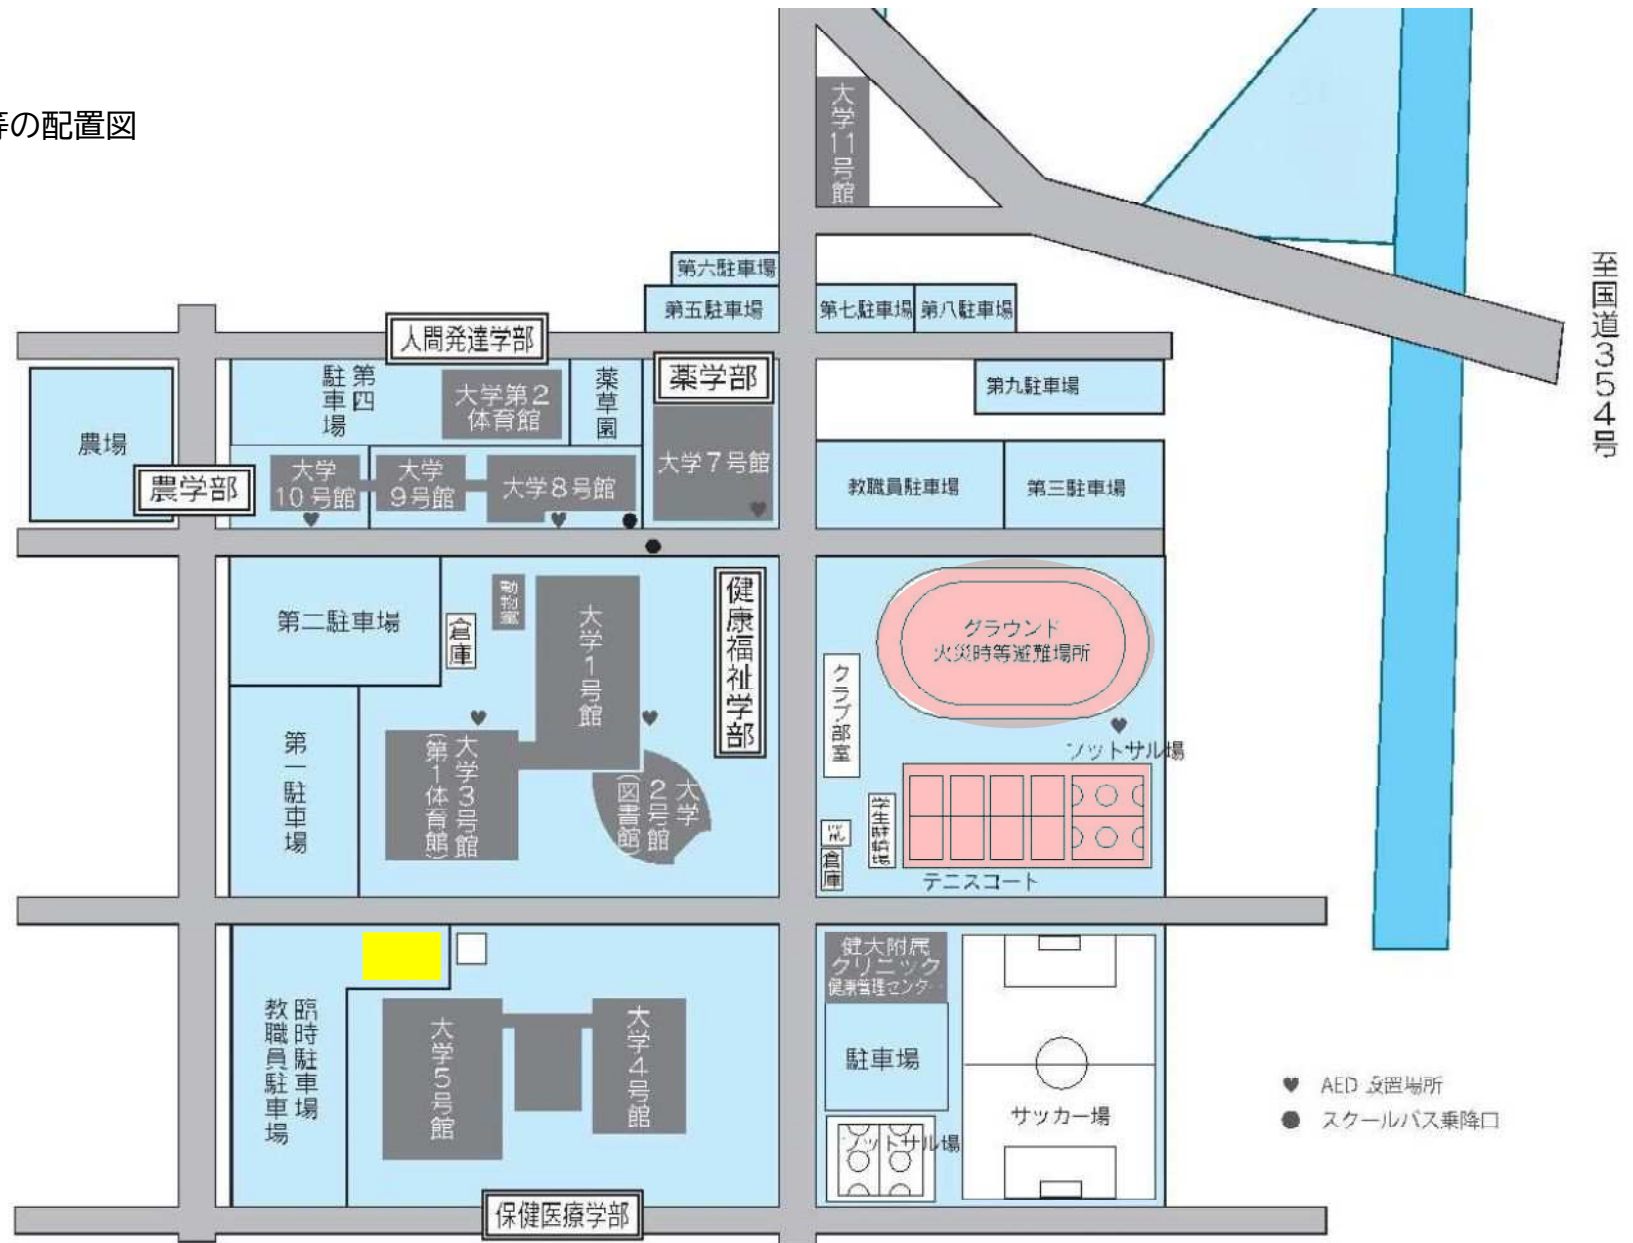 等の配置図
大学11号館
至国道354号
第六駐車場
第五駐車場
第七駐車場
第八駐車場
人間発達学部
第四
駐車場
大学第2
体育館
薬草園
薬学部
第九駐車場
農場
農学部
大学
10号館
大学
9号館
大学8号館
大学7号館
教職員駐車場
第三駐車場
第二駐車場
倉庫
動物室
大学1号館
健康福祉学部
グラウンド
火災時等避難場所
クラブ部室
第一駐車場
大学3号館
(第1体育館)
大学
2号館
(図書館)
ットサル場
学生駐輪場
倉庫
テニスコート
臨時駐車場
教職員駐車場
大学5号館
大学4号館
健大附属
クリニック
健康管理センター
駐車場
サッカー場
ットサル場
保健医療学部
AED 設置場所
スクールバス乗降口